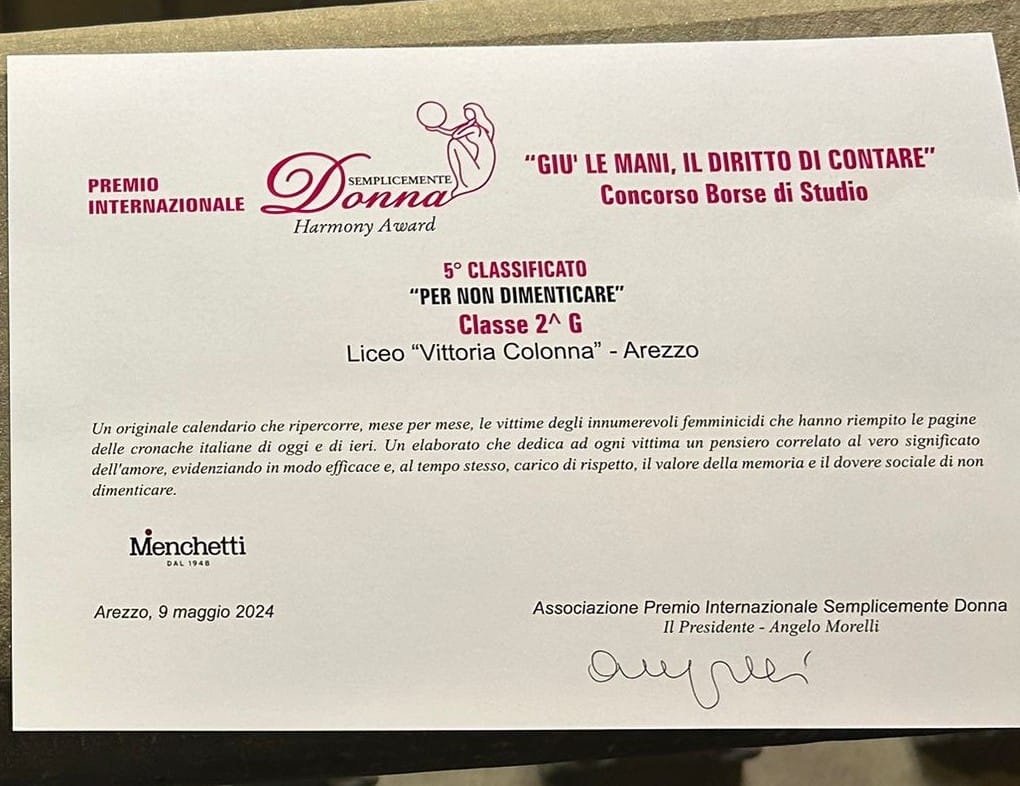 PREMIO
INTERNAZIONALE
SEMPLICEMENTE
Donna
Harmony Award
“GIU' LE MANI, IL DIRITTO DI CONTARE”
Concorso Borse di Studio
5° CLASSIFICATO
“PER NON DIMENTICARE”
Classe 2^ G
Liceo “Vittoria Colonna” - Arezzo
Un originale calendario che ripercorre, mese per mese, le vittime degli innumerevoli femminicidi che hanno riempito le pagine
delle cronache italiane di oggi e di ieri. Un elaborato che dedica ad ogni vittima un pensiero correlato al vero significato
dell'amore, evidenziando in modo efficace e, al tempo stesso, carico di rispetto, il valore della memoria e il dovere sociale di non
dimenticare.
Menchetti
DAL 1948
Arezzo, 9 maggio 2024
Associazione Premio Internazionale Semplicemente Donna
Il Presidente - Angelo Morelli